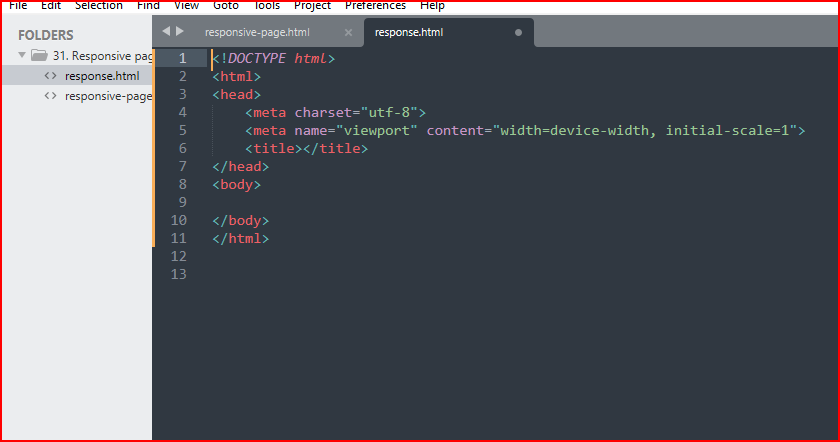 File Edit Selection Find View Goto Tools Project Preferences Help
FOLDERS
31. Responsive pag
response.html
responsive-page
responsive-page.html ×
response.html
1 <!DOCTYPE html>
2 <html>
3 <head>
4 <meta charset="utf-8">
5 <meta name="viewport" content="width=device-width, initial-scale=1">
6 <title></title>
7 </head>
8 <body>
9
10 </body>
11 </html>
12
13